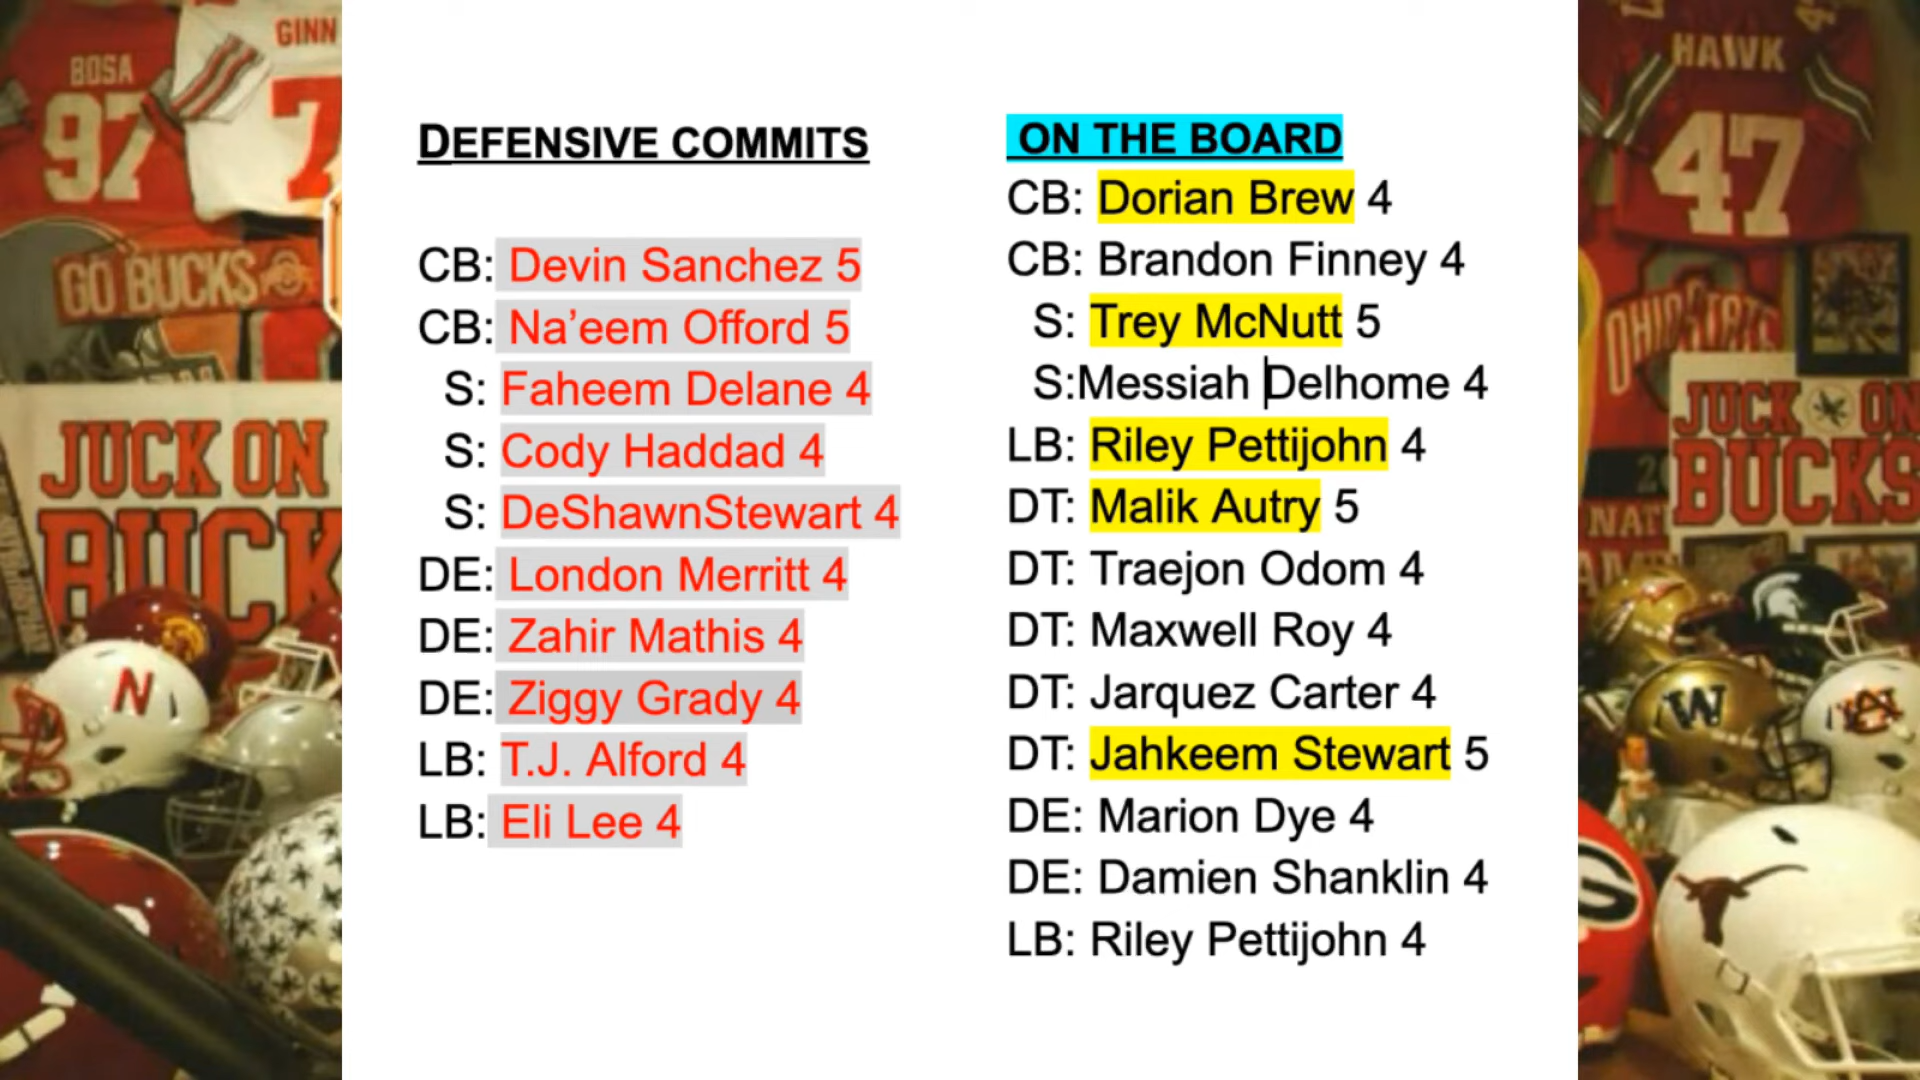 BOSA
97
GINN
7
GO BUCKS
JUCK ON
BUCK
N
DEFENSIVE COMMITS
CB: Devin Sanchez 5
CB: Na’eem Offord 5
S: Faheem Delane 4
S: Cody Haddad 4
S: DeShawnStewart 4
DE: London Merritt 4
DE: Zahir Mathis 4
DE: Ziggy Grady 4
LB: T.J. Alford 4
LB: Eli Lee 4
ON THE BOARD
CB: Dorian Brew 4
CB: Brandon Finney 4
S: Trey McNutt 5
S:Messiah Delhome 4
LB: Riley Pettijohn 4
DT: Malik Autry 5
DT: Traejon Odom 4
DT: Maxwell Roy 4
DT: Jarquez Carter 4
DT: Jahkeem Stewart 5
DE: Marion Dye 4
DE: Damien Shanklin 4
LB: Riley Pettijohn 4
HAWK
47
OHIO STATE
JUCK ON
BUCKS
W
G